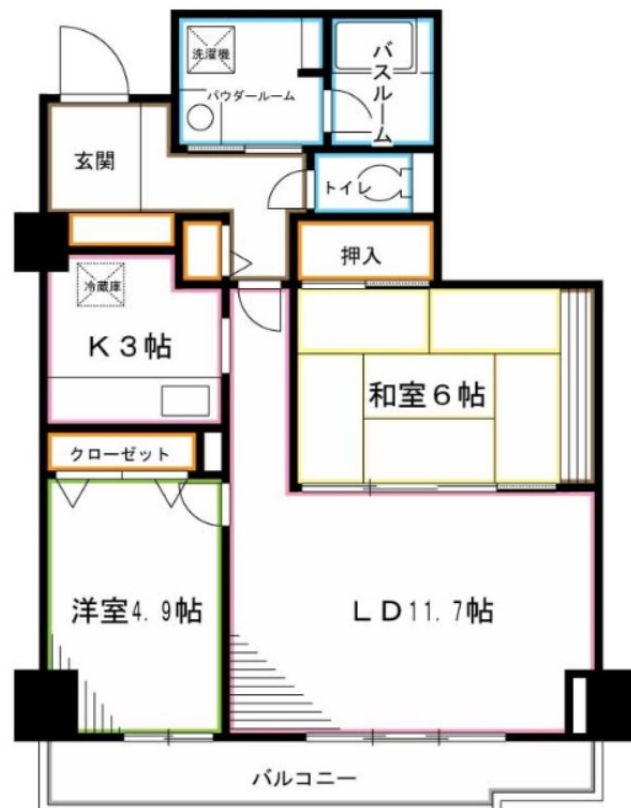 洗濯機
パウダールーム
バスルーム
玄関
トイレ
押入
冷蔵庫
K3帖
和室6帖
クローゼット
洋室4.9帖
LD11.7帖
バルコニー